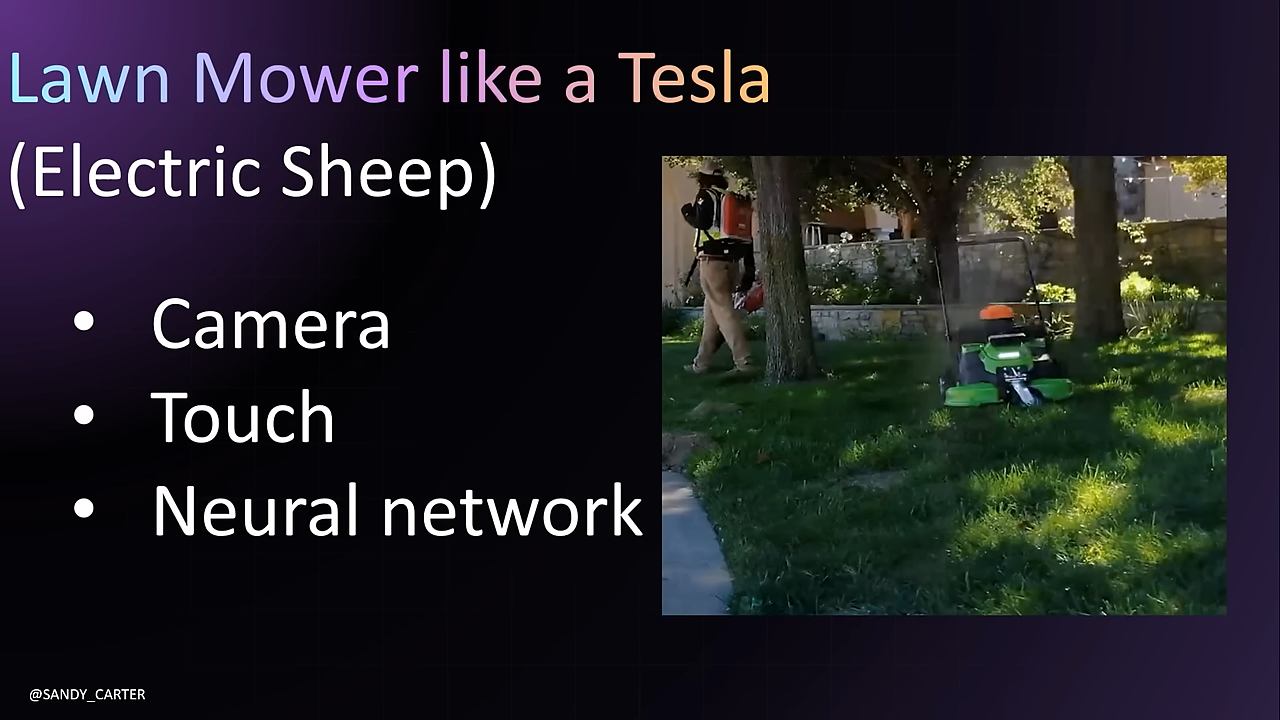 Lawn Mower like a Tesla
(Electric Sheep)
• Camera
• Touch
• Neural network
@SANDY_CARTER